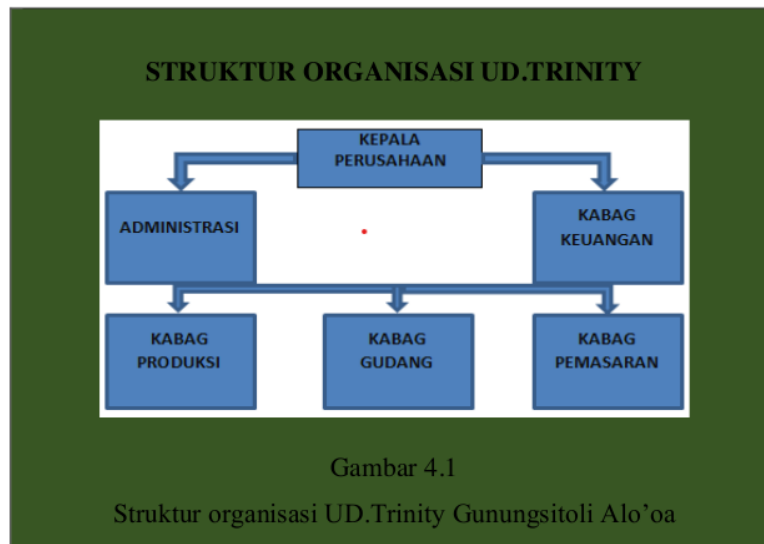 STRUKTUR ORGANISASI UD.TRINITY
KEPALA
PERUSAHAAN
ADMINISTRASI
KABAG
KEUANGAN
KABAG
PRODUKSI
KABAG
GUDANG
KABAG
PEMASARAN
Gambar 4.1
Struktur organisasi UD.Trinity Gunungsitoli Alo’oa